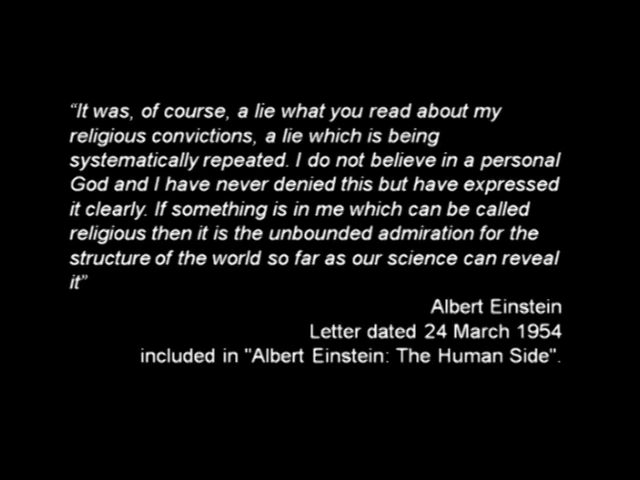 “It was, of course, a lie what you read about my
religious convictions, a lie which is being
systematically repeated. I do not believe in a personal
God and I have never denied this but have expressed
it clearly. If something is in me which can be called
religious then it is the unbounded admiration for the
structure of the world so far as our science can reveal
it”
Albert Einstein
Letter dated 24 March 1954
included in "Albert Einstein: The Human Side".